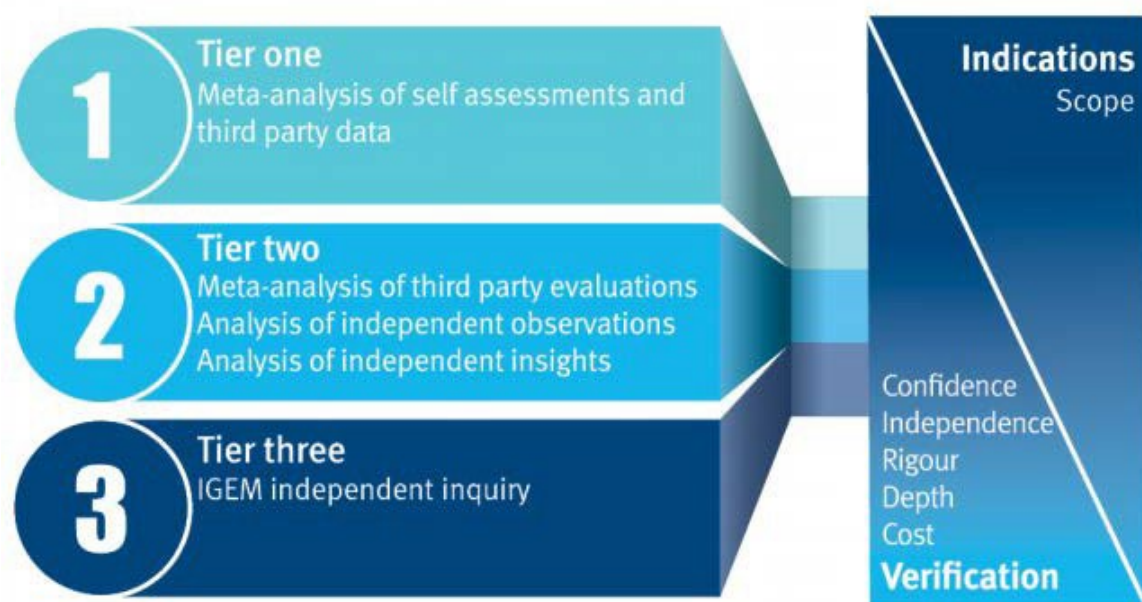 1
Tier one
Meta-analysis of self assessments and
third party data
2
Tier two
Meta-analysis of third party evaluations
Analysis of independent observations
Analysis of independent insights
3
Tier three
IGEM independent inquiry
Indications
Scope
Confidence
Independence
Rigour
Depth
Cost
Verification